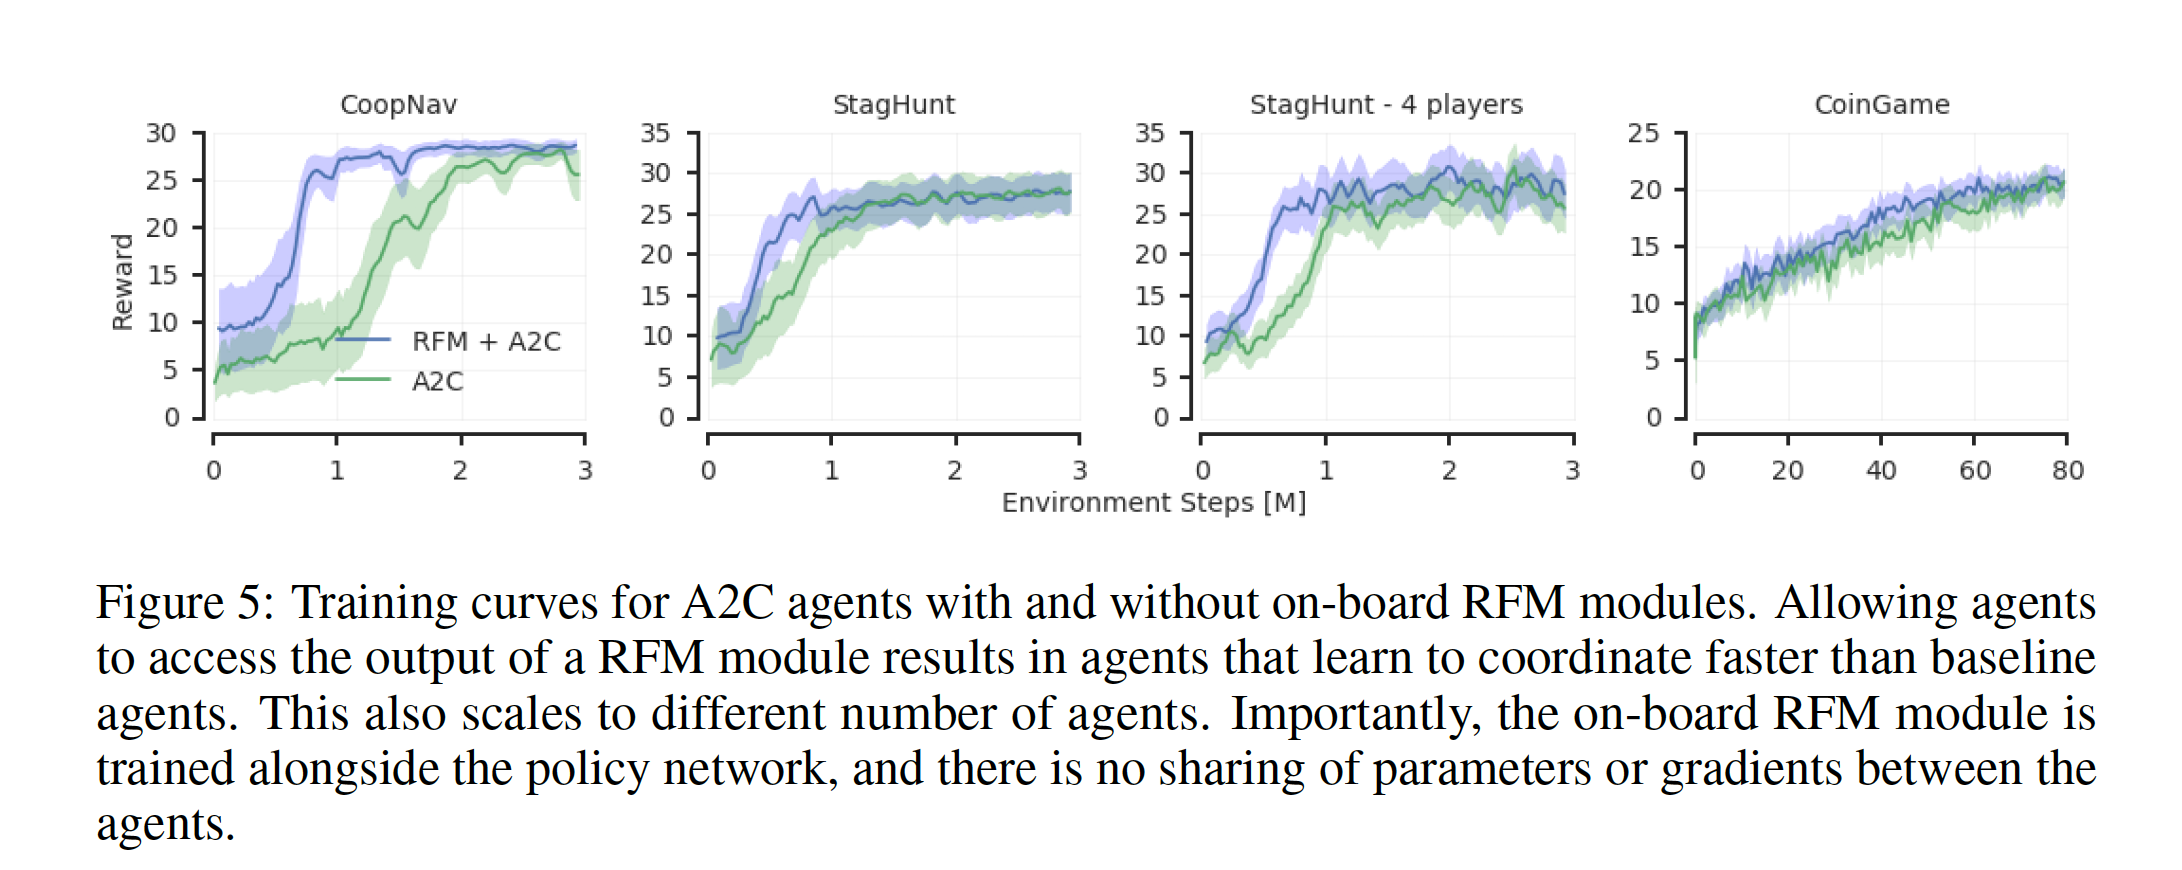 CoopNav
StagHunt
StagHunt - 4 players
CoinGame
Reward
30
25
20
15
10
5
0
0 1 2 3
RFM + A2C
A2C
35
30
25
20
15
10
5
0
0 1 2 3
35
30
25
20
15
10
5
0
0 1 2 3
25
20
15
10
5
0
0 20 40 60 80
Environment Steps [M]
Figure 5: Training curves for A2C agents with and without on-board RFM modules. Allowing agents
to access the output of a RFM module results in agents that learn to coordinate faster than baseline
agents. This also scales to different number of agents. Importantly, the on-board RFM module is
trained alongside the policy network, and there is no sharing of parameters or gradients between the
agents.